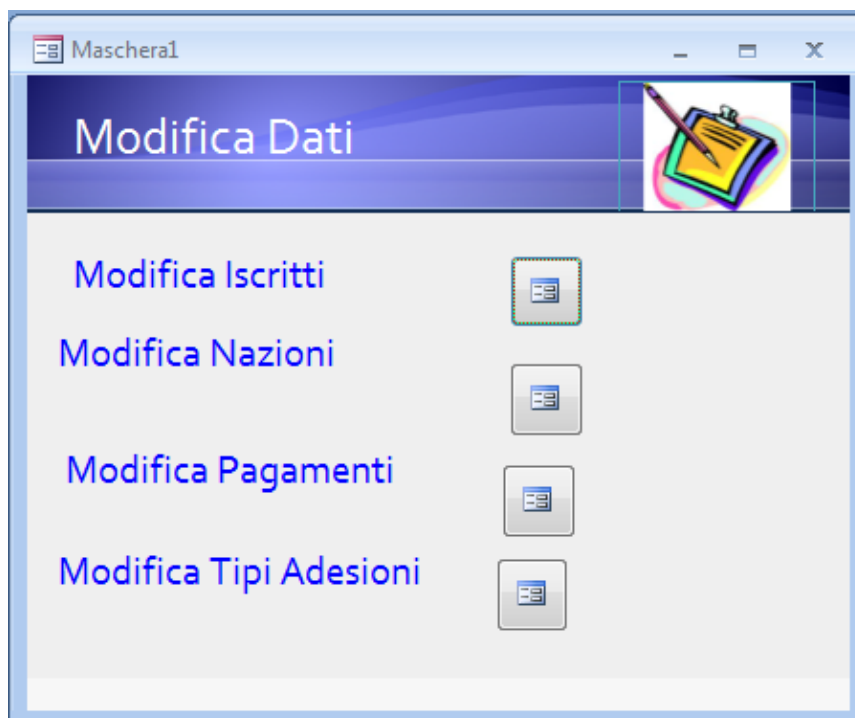 Maschera1
Modifica Dati
Modifica Iscritti
Modifica Nazioni
Modifica Pagamenti
Modifica Tipi Adesioni